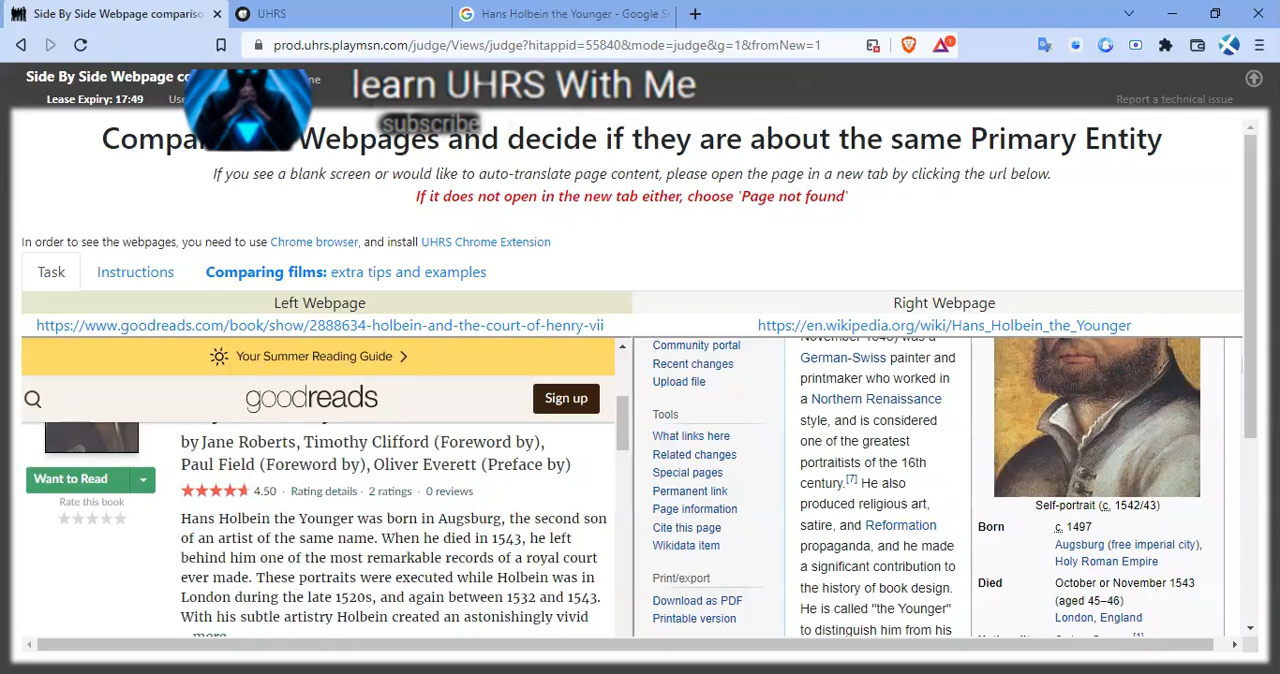 Side By Side Webpage compariso
UHRS
Hans Holbein the Younger - Google Se
prod.uhrs.playmsn.com/judge/Views/judge?hitappid=55840&mode=judge&g=1&fromNew=1
Side By Side Webpage co
ne
learn UHRS With Me
Lease Expiry: 17:49
Use
subscribe
Report a technical issue
Compa Webpages and decide if they are about the same Primary Entity
If you see a blank screen or would like to auto-translate page content, please open the page in a new tab by clicking the url below.
If it does not open in the new tab either, choose 'Page not found'
In order to see the webpages, you need to use Chrome browser, and install UHRS Chrome Extension
Task
Instructions
Comparing films: extra tips and examples
Left Webpage
Right Webpage
https://www.goodreads.com/book/show/2888634-holbein-and-the-court-of-henry-vii
https://en.wikipedia.org/wiki/Hans_Holbein_the_Younger
Your Summer Reading Guide
goodreads
Sign up
by Jane Roberts, Timothy Clifford (Foreword by),
Paul Field (Foreword by), Oliver Everett (Preface by)
Want to Read
Rate this book
4.50 · Rating details · 2 ratings · 0 reviews
Hans Holbein the Younger was born in Augsburg, the second son
of an artist of the same name. When he died in 1543, he left
behind him one of the most remarkable records of a royal court
ever made. These portraits were executed while Holbein was in
London during the late 1520s, and again between 1532 and 1543.
With his subtle artistry Holbein created an astonishingly vivid
...more
Community portal
Recent changes
Upload file
Tools
What links here
Related changes
Special pages
Permanent link
Page information
Cite this page
Wikidata item
Print/export
Download as PDF
Printable version
November 1543) was a
German-Swiss painter and
printmaker who worked in
a Northern Renaissance
style, and is considered
one of the greatest
portraitists of the 16th
century.[7] He also
produced religious art,
satire, and Reformation
propaganda, and he made
a significant contribution to
the history of book design.
He is called "the Younger"
to distinguish him from his
Self-portrait (c. 1542/43)
Born
c. 1497
Augsburg (free imperial city),
Holy Roman Empire
Died
October or November 1543
(aged 45–46)
London, England
[1]